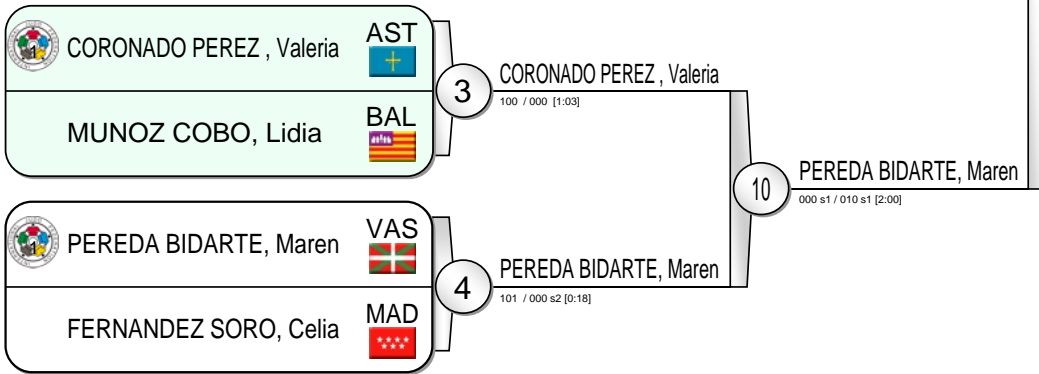 1 CORONADO PEREZ , Valeria AST
MUNOZ COBO, Lidia BAL
3
CORONADO PEREZ , Valeria
100 / 000 [1:03]
1 PEREDA BIDARTE, Maren VAS
FERNANDEZ SORO, Celia MAD
4
PEREDA BIDARTE, Maren
101 / 000 s2 [0:18]
10
PEREDA BIDARTE, Maren
000 s1 / 010 s1 [2:00]